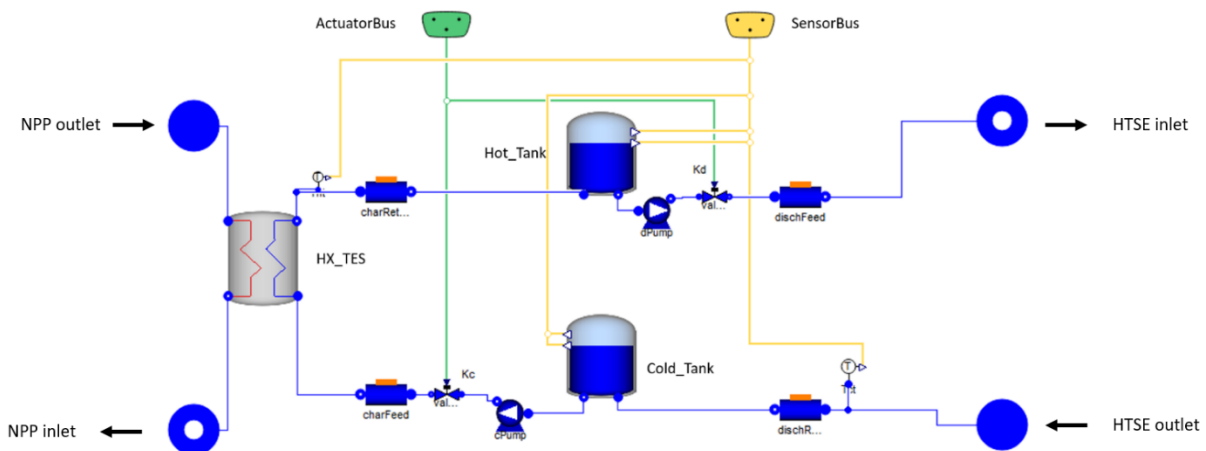 ActuatorBus
SensorBus
NPP outlet
HTSE inlet
Hot_Tank
T
Kd
charRet...
val...
dischFeed
dPump
HX_TES
Cold_Tank
T
Kc
charFeed
val...
cPump
dischR...
NPP inlet
HTSE outlet